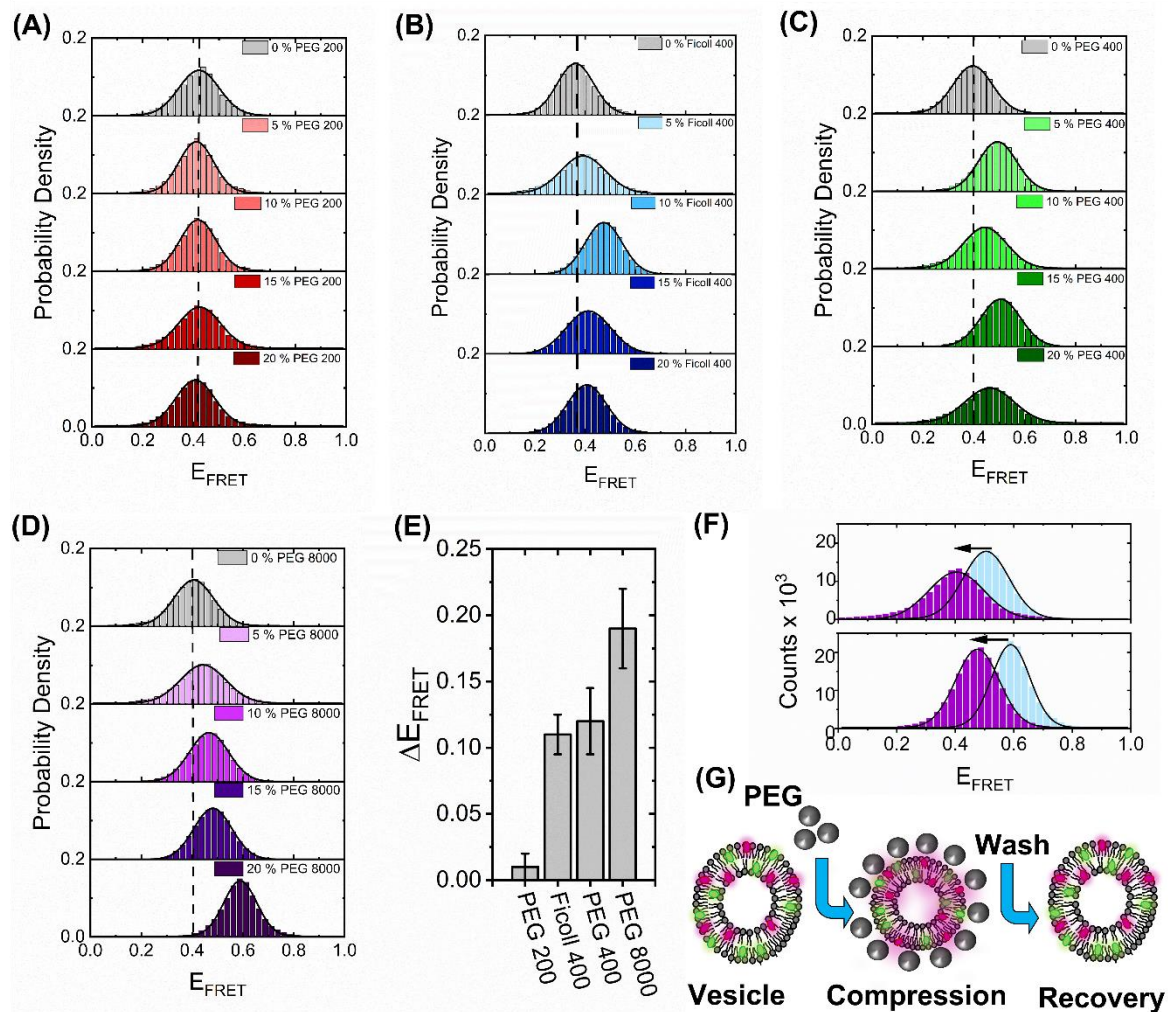 (A)
0.2
0 % PEG 200
0.2
5 % PEG 200
0.2
10 % PEG 200
0.2
15 % PEG 200
0.2
20 % PEG 200
0.0
0.0 0.2 0.4 0.6 0.8 1.0
Probability Density
E_FRET
(B)
0.2
0 % Ficoll 400
0.2
5 % Ficoll 400
0.2
10 % Ficoll 400
0.2
15 % Ficoll 400
0.2
20 % Ficoll 400
0.0
0.0 0.2 0.4 0.6 0.8 1.0
Probability Density
E_FRET
(C)
0.2
0 % PEG 400
0.2
5 % PEG 400
0.2
10 % PEG 400
0.2
15 % PEG 400
0.2
20 % PEG 400
0.0
0.0 0.2 0.4 0.6 0.8 1.0
Probability Density
E_FRET
(D)
0.2
0 % PEG 8000
0.2
5 % PEG 8000
0.2
10 % PEG 8000
0.2
15 % PEG 8000
0.2
20 % PEG 8000
0.0
0.0 0.2 0.4 0.6 0.8 1.0
Probability Density
E_FRET
(E)
0.25
0.20
0.15
0.10
0.05
0.00
ΔE_FRET
PEG 200
Ficoll 400
PEG 400
PEG 8000
(F)
20
10
0
20
10
0
0.0 0.2 0.4 0.6 0.8 1.0
Counts x 10³
E_FRET
(G)
PEG
Wash
Vesicle Compression Recovery